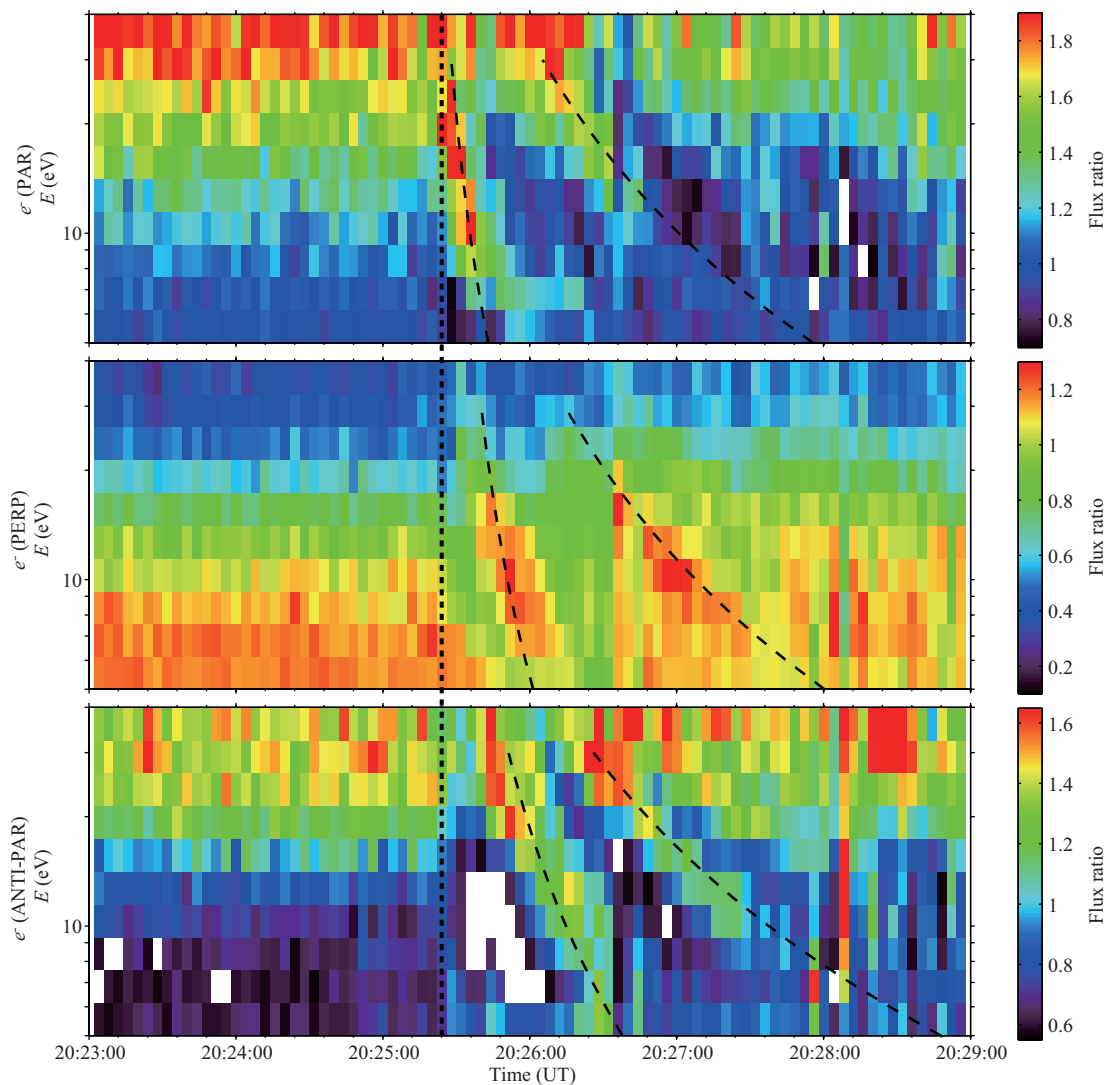 e- (PAR)
E (eV)
10
1.8
1.6
1.4
1.2
1
0.8
Flux ratio
e- (PERP)
E (eV)
10
1.2
1
0.8
0.6
0.4
0.2
Flux ratio
e- (ANTI-PAR)
E (eV)
10
1.6
1.4
1.2
1
0.8
0.6
Flux ratio
20:23:00 20:24:00 20:25:00 20:26:00 20:27:00 20:28:00 20:29:00
Time (UT)